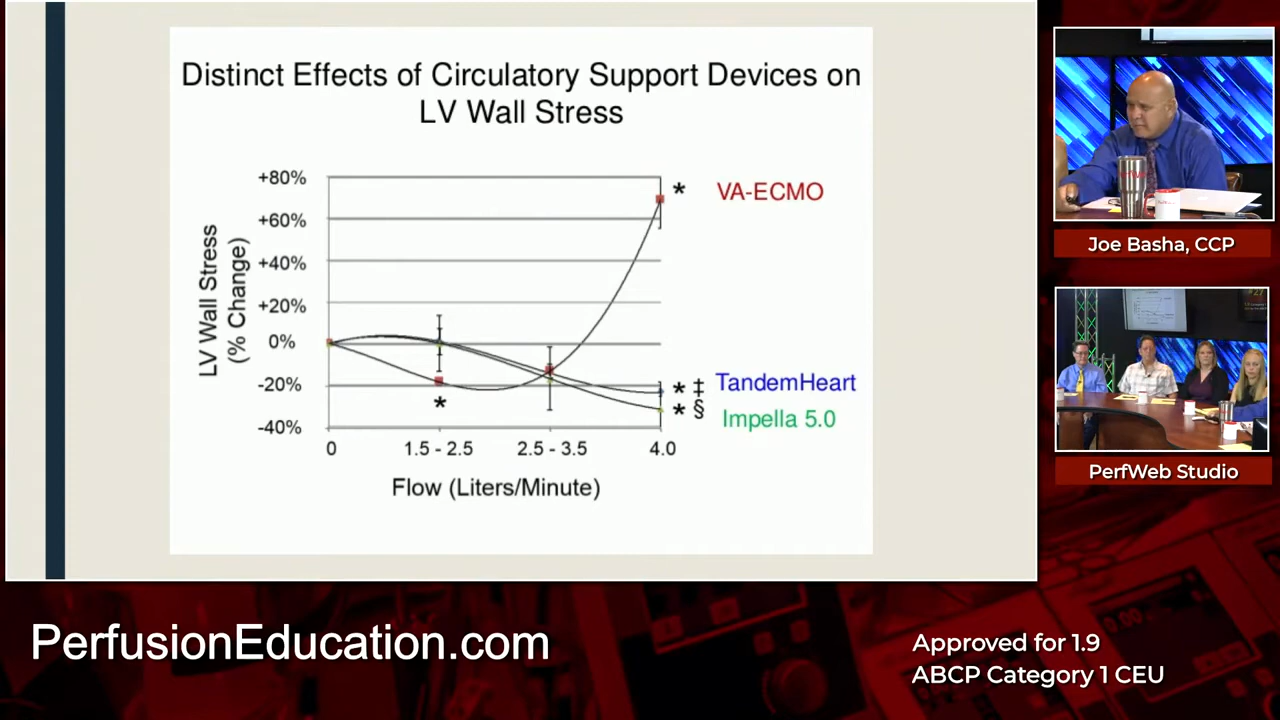 Distinct Effects of Circulatory Support Devices on
LV Wall Stress
LV Wall Stress
(% Change)
+80%
+60%
+40%
+20%
0%
-20%
-40%
0
1.5 - 2.5
2.5 - 3.5
4.0
Flow (Liters/Minute)
*
VA-ECMO
* ‡
TandemHeart
* §
Impella 5.0
*
Joe Basha, CCP
PerfWeb Studio
PerfusionEducation.com
Approved for 1.9
ABCP Category 1 CEU